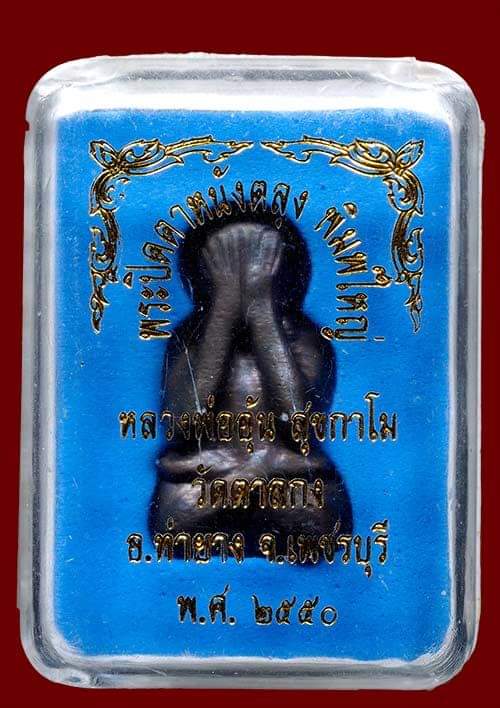 พระปิดตาหนังตลุง พิมพ์ใหญ่
หลวงพ่ออุ้น สุขกาโม
วัดตาลกง
อ.ท่ายาง จ.เพชรบุรี
พ.ศ. ๒๕๕๐